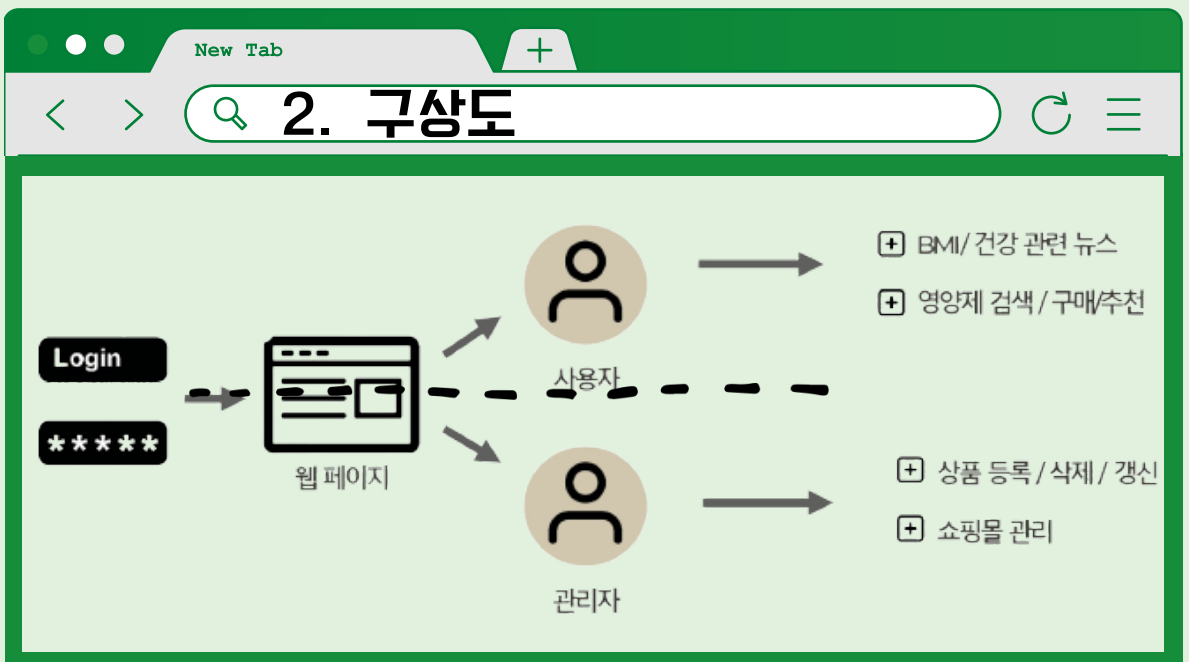 New Tab
2. 구상도
BMI/ 건강 관련 뉴스
영양제 검색 / 구매/추천
Login
사용자
*****
웹 페이지
상품 등록 / 삭제 / 갱신
쇼핑몰 관리
관리자